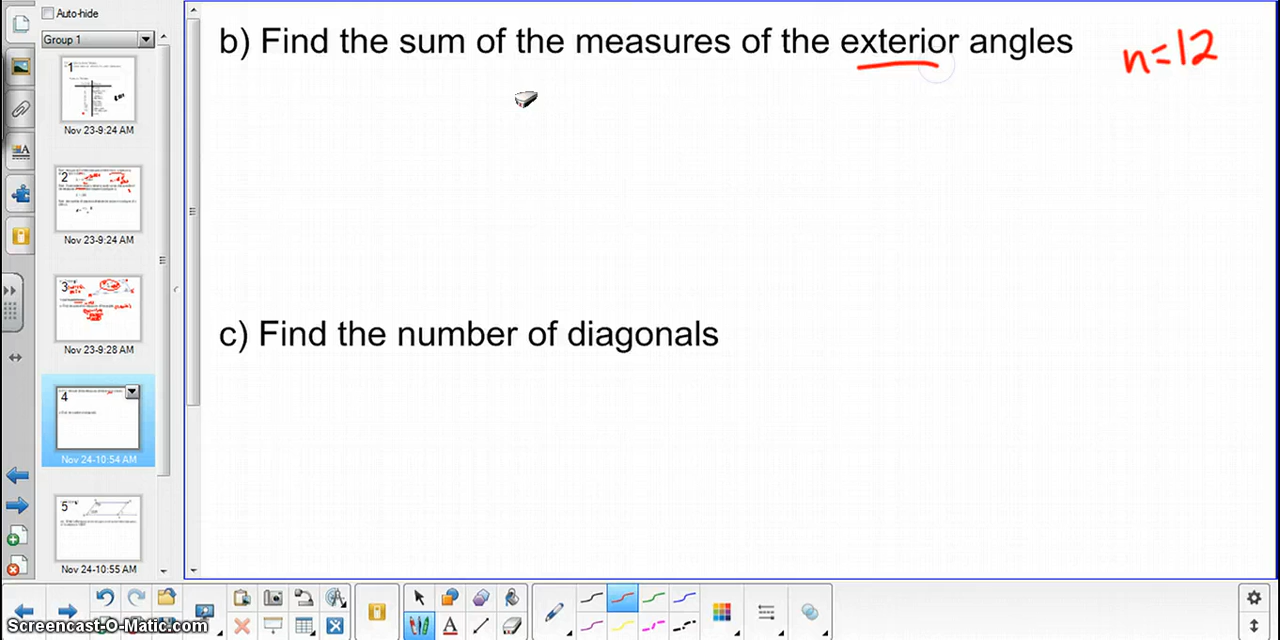 Auto-hide
Group 1
1
Nov 23-9:24 AM
2
Nov 23-9:24 AM
3
Nov 23-9:28 AM
4
Nov 24-10:54 AM
5
Nov 24-10:55 AM
b) Find the sum of the measures of the exterior angles n=12
c) Find the number of diagonals
Screencast-O-Matic.com